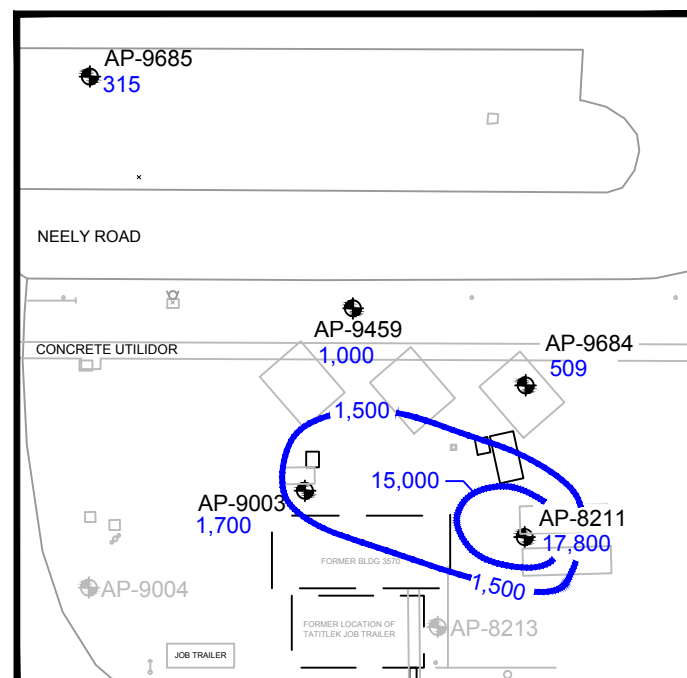 AP-9685
315
NEELY ROAD
AP-9459
1,000
CONCRETE UTILIDOR
AP-9684
509
1,500
15,000
AP-9003
1,700
AP-8211
17,800
FORMER BLDG 3570
1,500
AP-9004
FORMER LOCATION OF
TATITLEK JOB TRAILER
AP-8213
JOB TRAILER